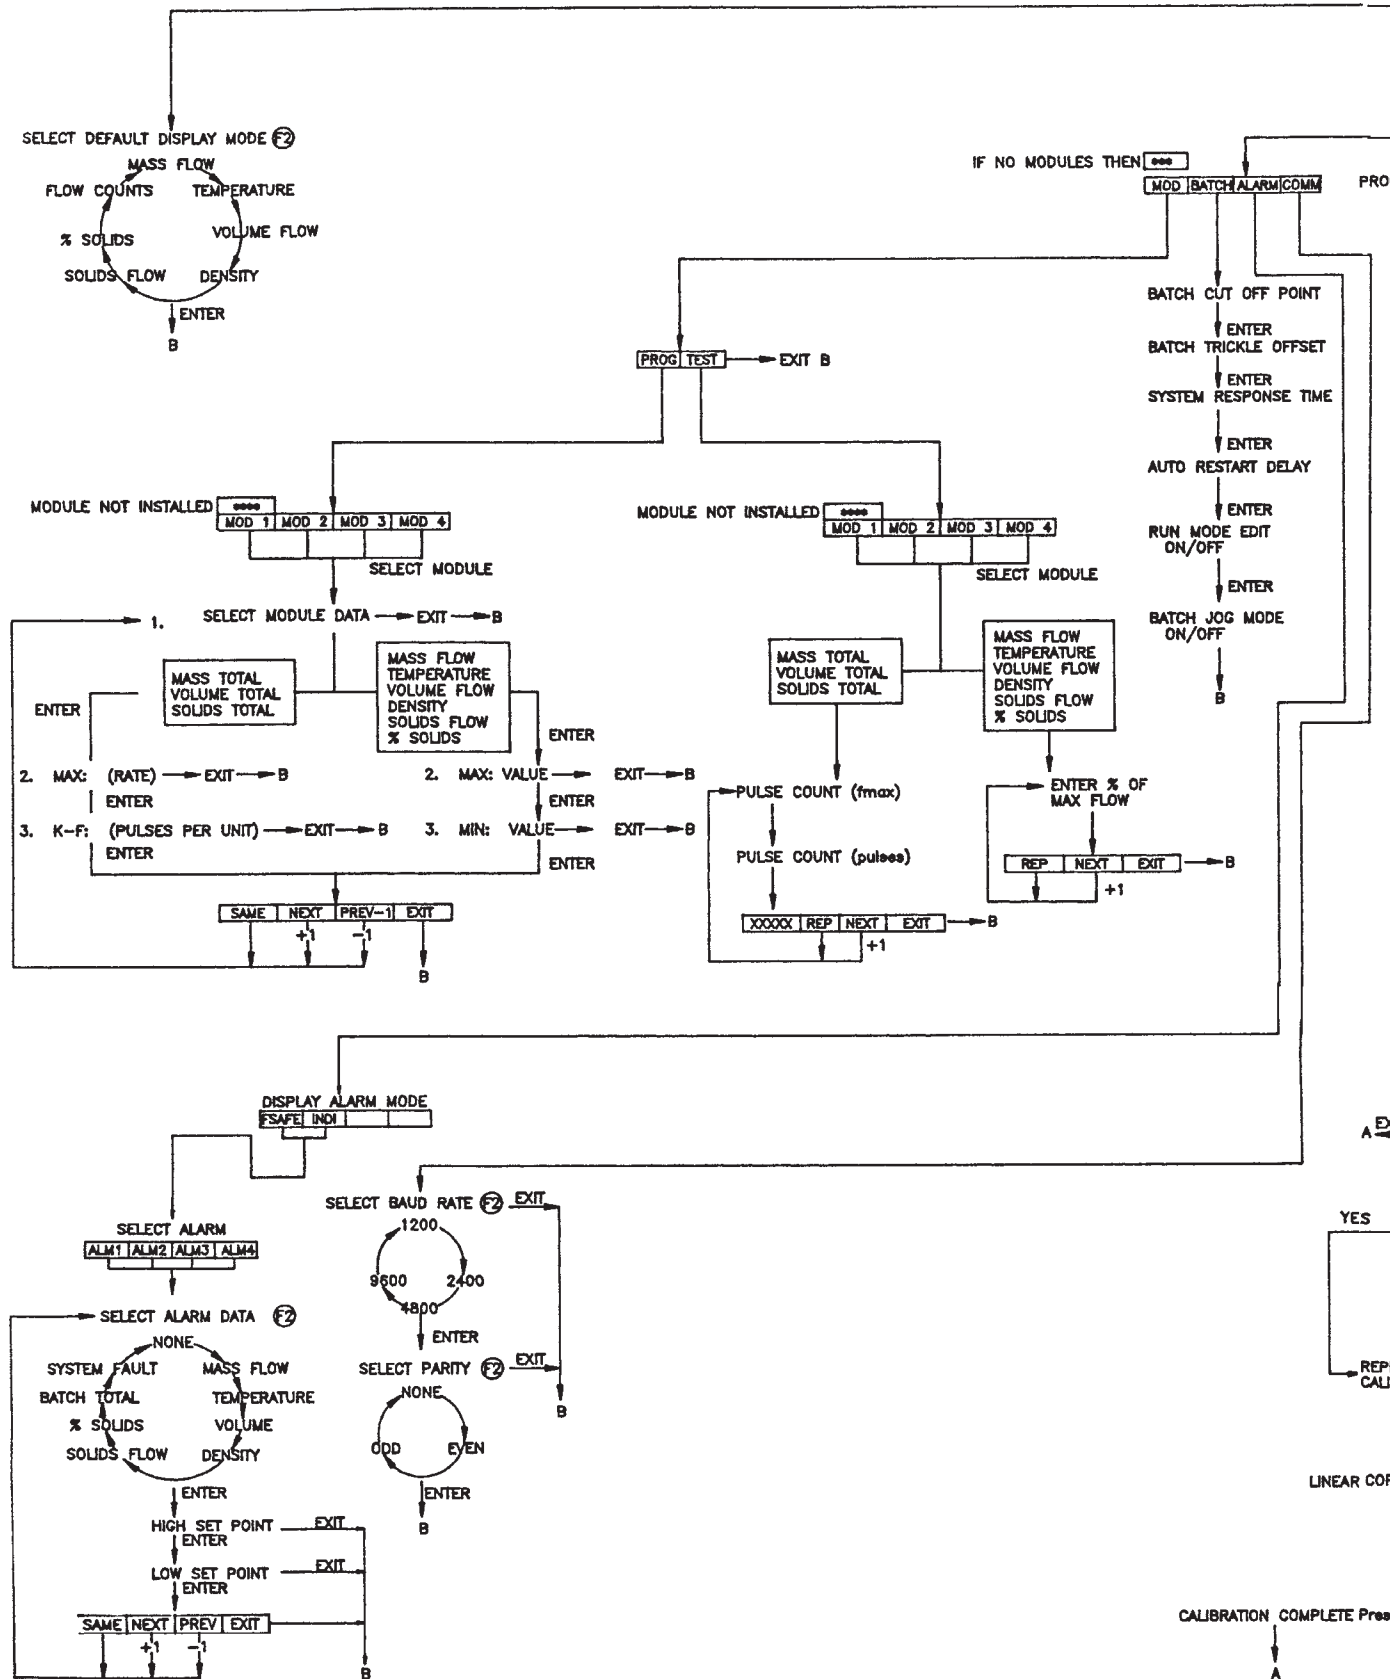 SELECT DEFAULT DISPLAY MODE F2
MASS FLOW
FLOW COUNTS
TEMPERATURE
% SOLIDS
VOLUME FLOW
SOLIDS FLOW
DENSITY
ENTER
B
IF NO MODULES THEN ***
MOD BATCH ALARM COMM
PRO
BATCH CUT OFF POINT
ENTER
BATCH TRICKLE OFFSET
ENTER
SYSTEM RESPONSE TIME
ENTER
AUTO RESTART DELAY
ENTER
RUN MODE EDIT
ON/OFF
ENTER
BATCH JOG MODE
ON/OFF
B
PROG TEST EXIT B
MODULE NOT INSTALLED ****
MOD 1 MOD 2 MOD 3 MOD 4
SELECT MODULE
1. SELECT MODULE DATA EXIT B
MASS TOTAL
VOLUME TOTAL
SOLIDS TOTAL
MASS FLOW
TEMPERATURE
VOLUME FLOW
DENSITY
SOLIDS FLOW
% SOLIDS
ENTER
ENTER
2. MAX: (RATE) EXIT B
ENTER
3. K-F: (PULSES PER UNIT) EXIT B
ENTER
2. MAX: VALUE EXIT B
ENTER
3. MIN: VALUE EXIT B
ENTER
SAME NEXT PREV-1 EXIT
+1 -1
B
MODULE NOT INSTALLED ****
MOD 1 MOD 2 MOD 3 MOD 4
SELECT MODULE
MASS TOTAL
VOLUME TOTAL
SOLIDS TOTAL
MASS FLOW
TEMPERATURE
VOLUME FLOW
DENSITY
SOLIDS FLOW
% SOLIDS
PULSE COUNT (fmax)
PULSE COUNT (pulses)
XXXXX REP NEXT EXIT B
+1
ENTER % OF
MAX FLOW
REP NEXT EXIT B
+1
DISPLAY ALARM MODE
FSAFE INDI
SELECT ALARM
ALM1 ALM2 ALM3 ALM4
SELECT ALARM DATA F2
NONE
SYSTEM FAULT
MASS FLOW
BATCH TOTAL
TEMPERATURE
% SOLIDS
VOLUME
SOLIDS FLOW
DENSITY
ENTER
HIGH SET POINT EXIT
ENTER
LOW SET POINT EXIT
ENTER
SAME NEXT PREV EXIT
+1 -1
B
SELECT BAUD RATE F2 EXIT
1200
9600 2400
4800
ENTER
SELECT PARITY F2 EXIT
B
NONE
ODD EVEN
ENTER
B
A EX
YES
REP
CALI
LINEAR COR
CALIBRATION COMPLETE Pres
A